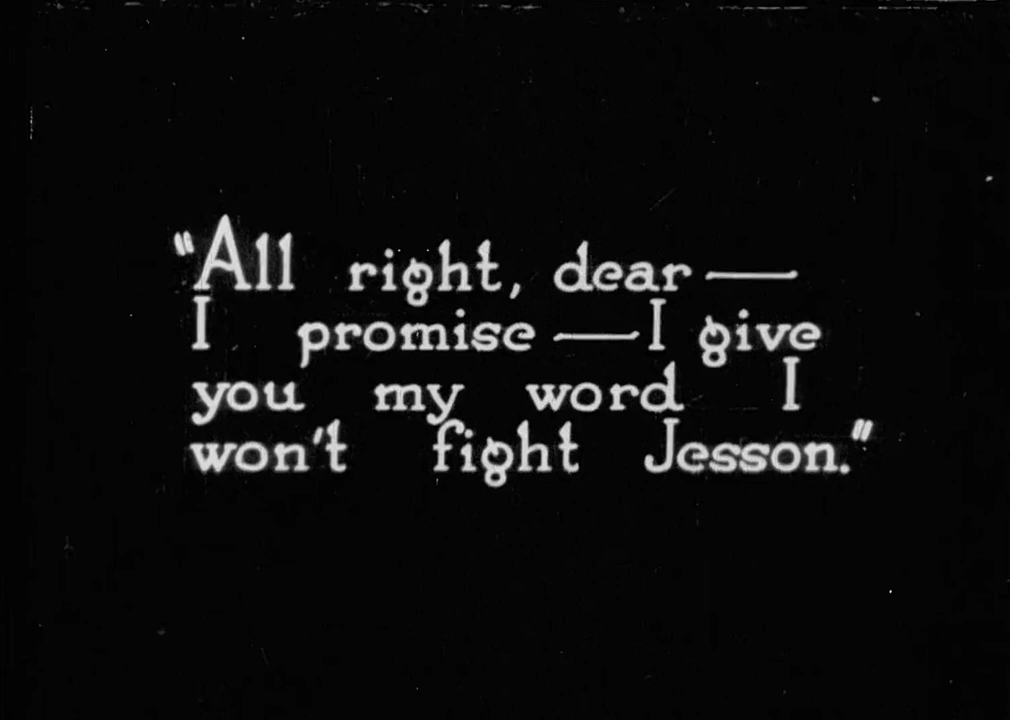 "All right, dear—
I promise—I give
you my word I
won't fight Jesson."